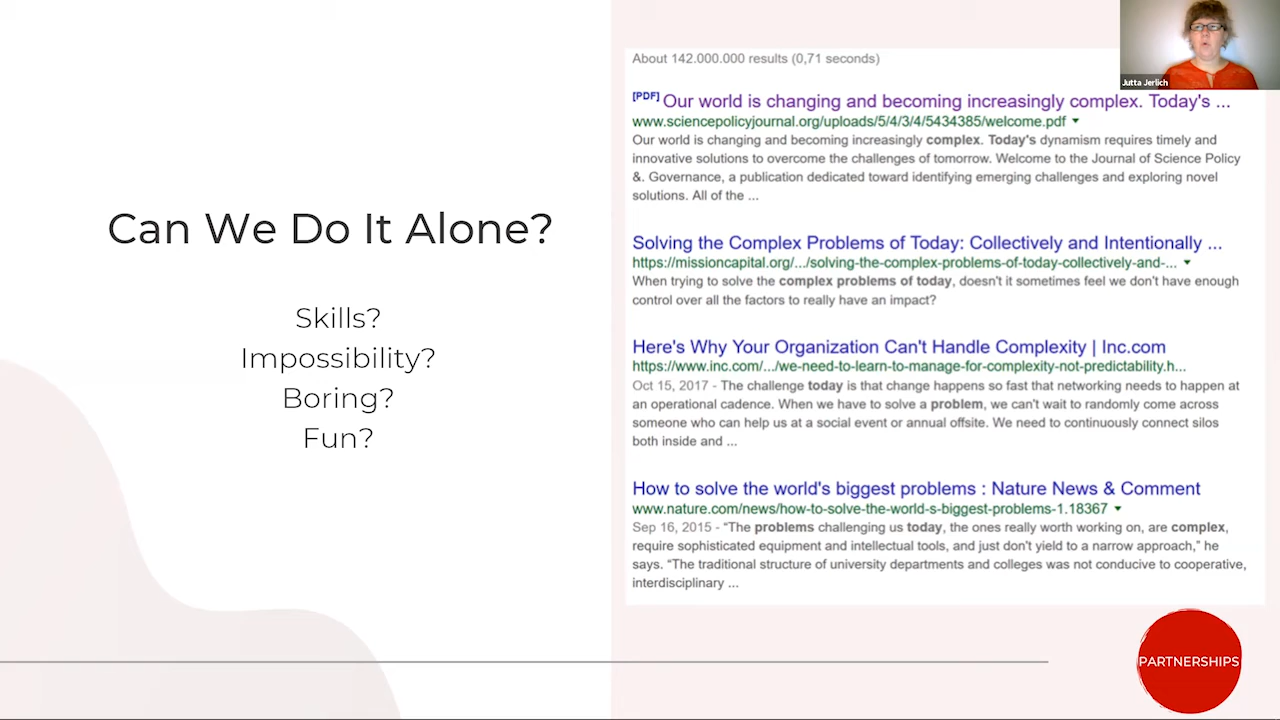 Can We Do It Alone?
Skills?
Impossibility?
Boring?
Fun?
About 142.000.000 results (0,71 seconds)
[PDF] Our world is changing and becoming increasingly complex. Today's ...
www.sciencepolicyjournal.org/uploads/5/4/3/4/5434385/welcome.pdf
Our world is changing and becoming increasingly complex. Today's dynamism requires timely and
innovative solutions to overcome the challenges of tomorrow. Welcome to the Journal of Science Policy
&. Governance, a publication dedicated toward identifying emerging challenges and exploring novel
solutions. All of the ...
Solving the Complex Problems of Today: Collectively and Intentionally ...
https://missioncapital.org/.../solving-the-complex-problems-of-today-collectively-and-...
When trying to solve the complex problems of today, doesn't it sometimes feel we don't have enough
control over all the factors to really have an impact?
Here's Why Your Organization Can't Handle Complexity | Inc.com
https://www.inc.com/.../we-need-to-learn-to-manage-for-complexity-not-predictability.h...
Oct 15, 2017 - The challenge today is that change happens so fast that networking needs to happen at
an operational cadence. When we have to solve a problem, we can't wait to randomly come across
someone who can help us at a social event or annual offsite. We need to continuously connect silos
both inside and ...
How to solve the world's biggest problems : Nature News & Comment
www.nature.com/news/how-to-solve-the-world-s-biggest-problems-1.18367
Sep 16, 2015 - “The problems challenging us today, the ones really worth working on, are complex,
require sophisticated equipment and intellectual tools, and just don't yield to a narrow approach,” he
says. “The traditional structure of university departments and colleges was not conducive to cooperative,
interdisciplinary ...
Jutta Jerlich
PARTNERSHIPS